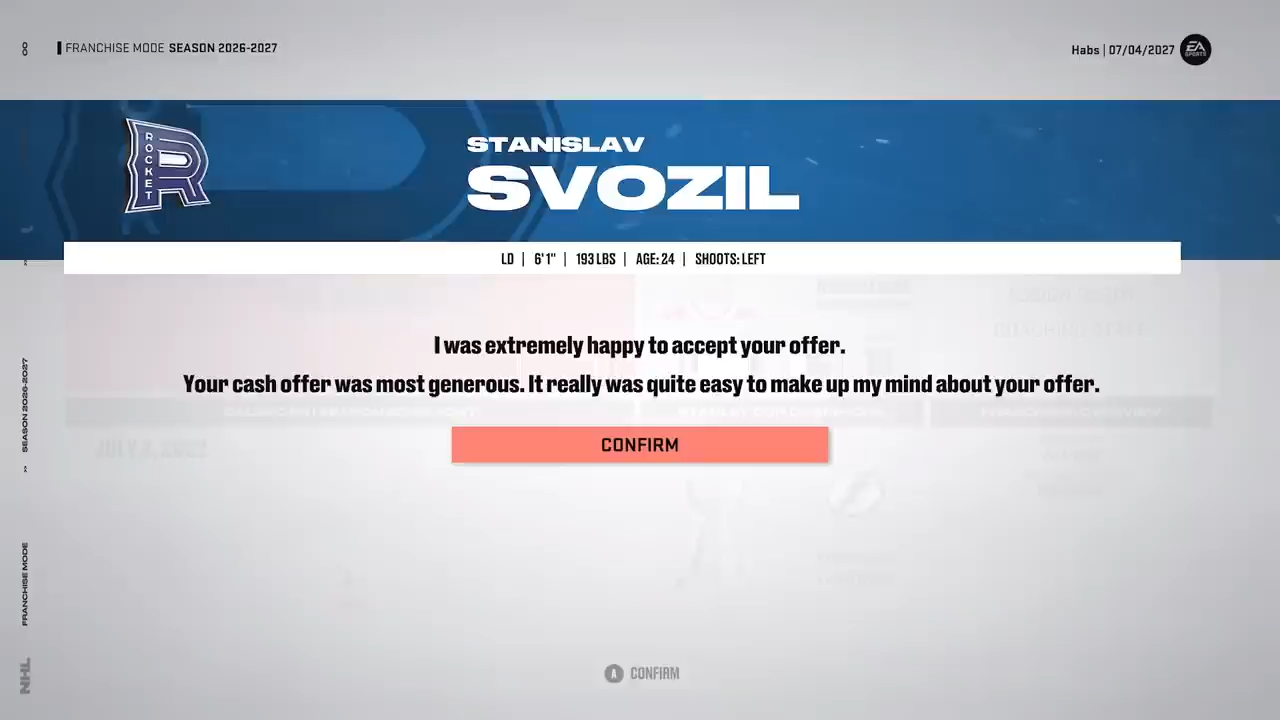 FRANCHISE MODE SEASON 2026-2027
Habs | 07/04/2027
EA SPORTS
ROCKET
STANISLAV
SVOZIL
LD | 6'1" | 193 LBS | AGE: 24 | SHOOTS: LEFT
I was extremely happy to accept your offer.
Your cash offer was most generous. It really was quite easy to make up my mind about your offer.
CONFIRM
A CONFIRM
NHL FRANCHISE MODE >> SEASON 2026-2027 >>